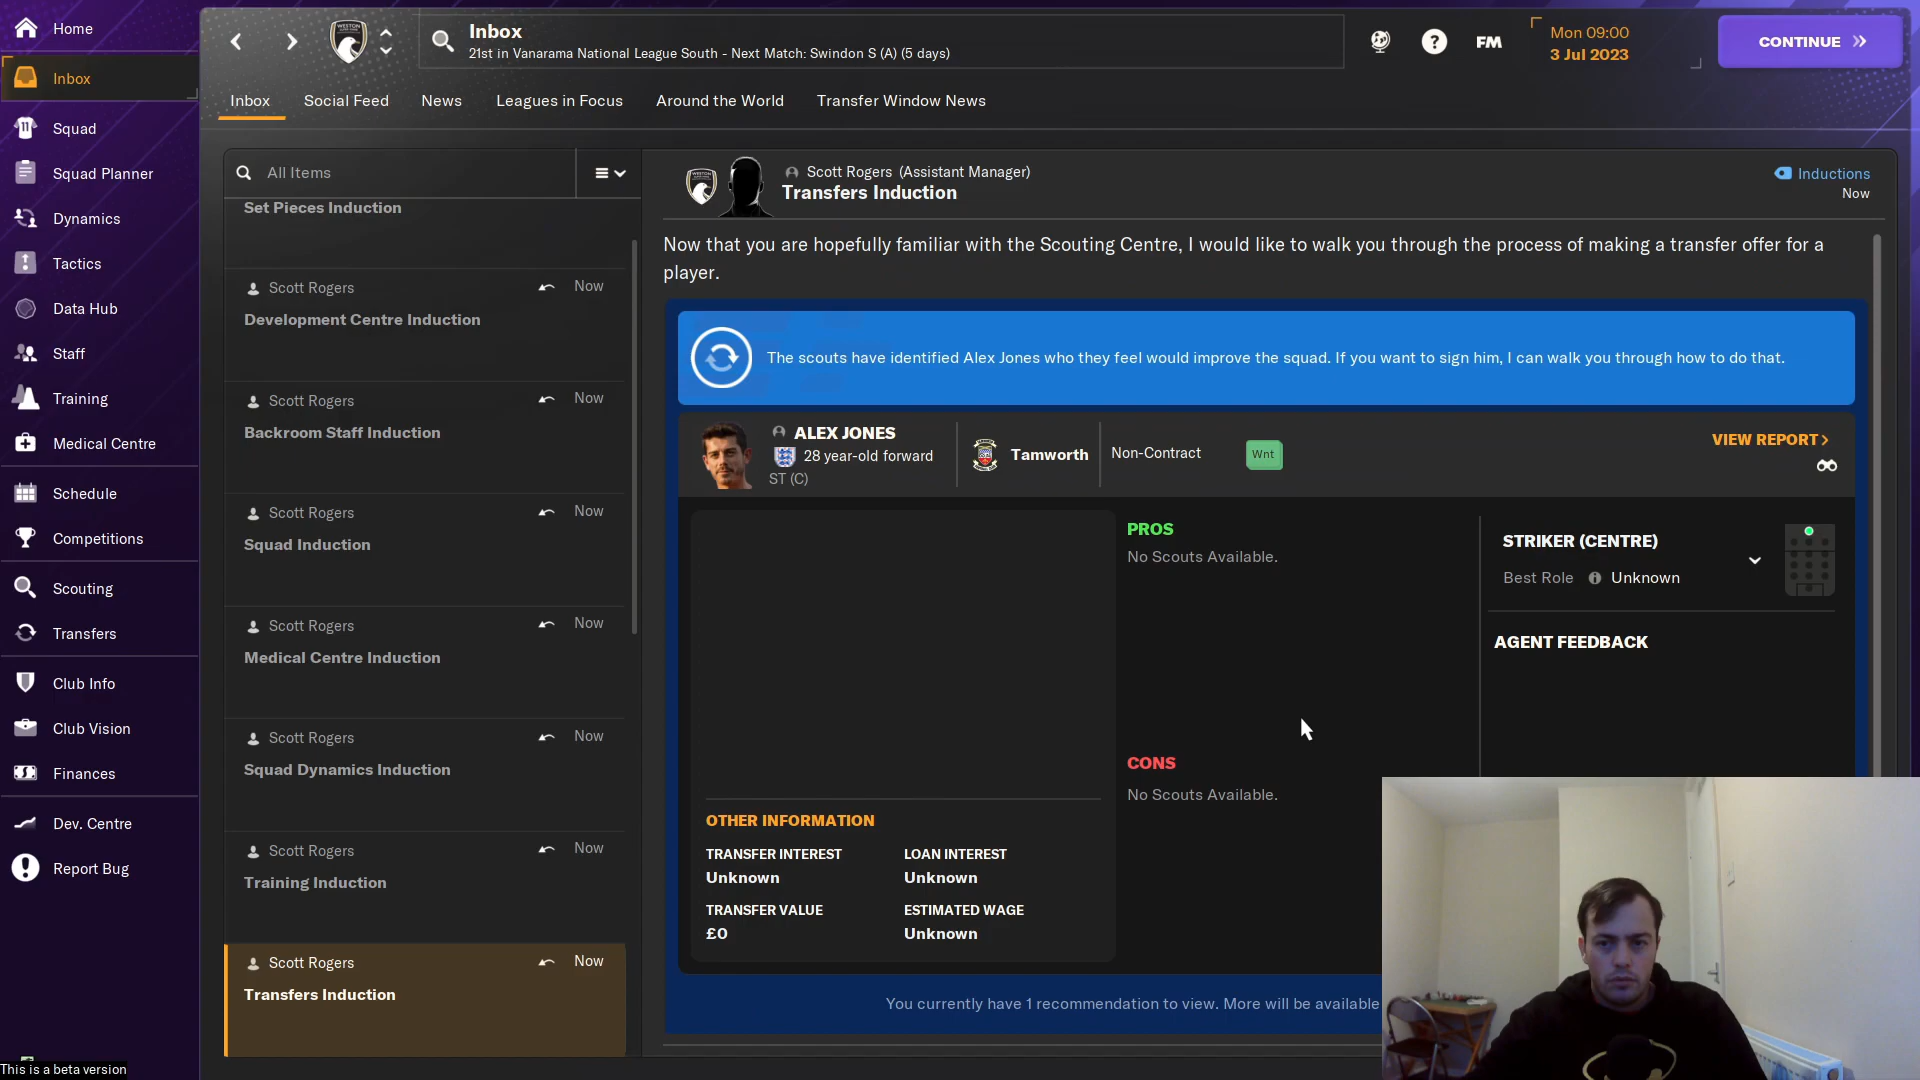 Home
Inbox
Squad
Squad Planner
Dynamics
Tactics
Data Hub
Staff
Training
Medical Centre
Schedule
Competitions
Scouting
Transfers
Club Info
Club Vision
Finances
Dev. Centre
Report Bug
This is a beta version
Inbox
21st in Vanarama National League South - Next Match: Swindon S (A) (5 days)
?
FM
Mon 09:00
3 Jul 2023
CONTINUE
Inbox
Social Feed
News
Leagues in Focus
Around the World
Transfer Window News
All Items
Set Pieces Induction
Scott Rogers
Now
Development Centre Induction
Scott Rogers
Now
Backroom Staff Induction
Scott Rogers
Now
Squad Induction
Scott Rogers
Now
Medical Centre Induction
Scott Rogers
Now
Squad Dynamics Induction
Scott Rogers
Now
Training Induction
Scott Rogers
Now
Transfers Induction
Scott Rogers (Assistant Manager)
Transfers Induction
Inductions
Now
Now that you are hopefully familiar with the Scouting Centre, I would like to walk you through the process of making a transfer offer for a
player.
The scouts have identified Alex Jones who they feel would improve the squad. If you want to sign him, I can walk you through how to do that.
ALEX JONES
28 year-old forward
ST (C)
Tamworth
Non-Contract
Wnt
VIEW REPORT >
PROS
No Scouts Available.
CONS
No Scouts Available.
STRIKER (CENTRE)
Best Role
Unknown
AGENT FEEDBACK
OTHER INFORMATION
TRANSFER INTEREST
Unknown
LOAN INTEREST
Unknown
TRANSFER VALUE
£0
ESTIMATED WAGE
Unknown
You currently have 1 recommendation to view. More will be available